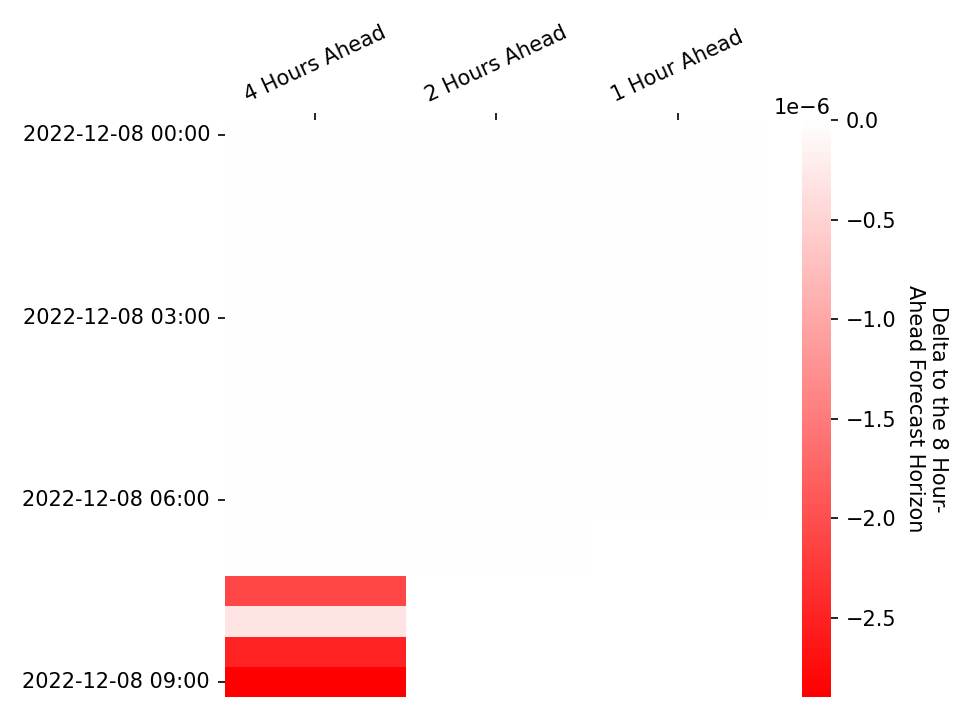 4 Hours Ahead
2 Hours Ahead
1 Hour Ahead
1e−6
2022-12-08 00:00
2022-12-08 03:00
2022-12-08 06:00
2022-12-08 09:00
0.0
−0.5
−1.0
−1.5
−2.0
−2.5
Delta to the 8 Hour-
Ahead Forecast Horizon